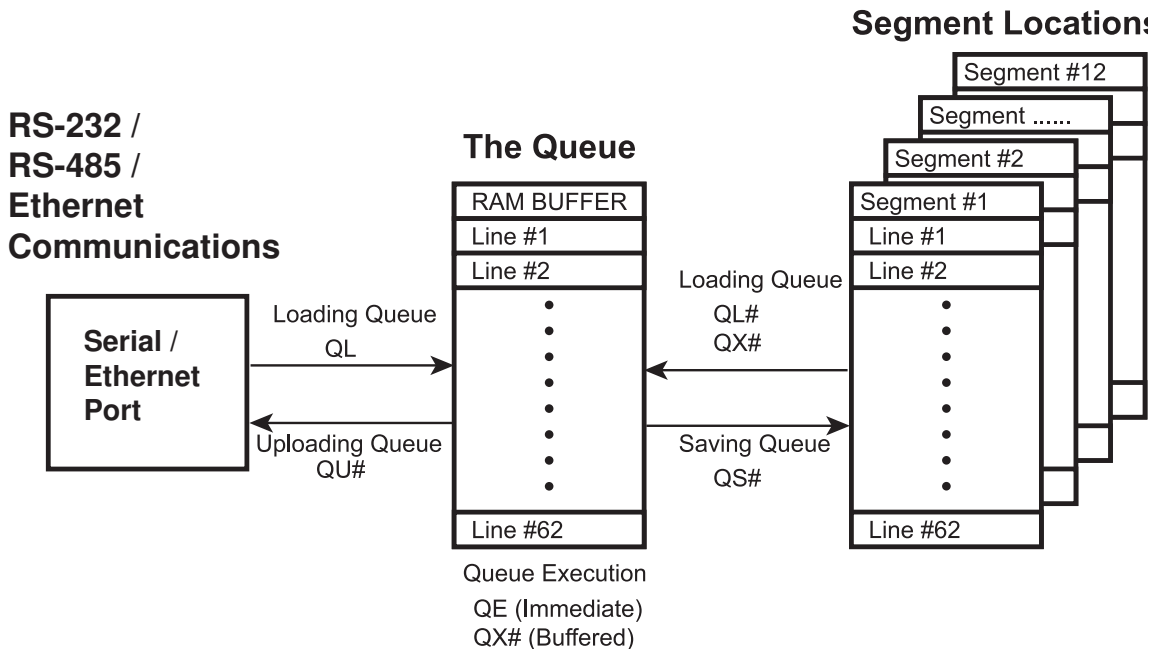 Segment Locations
Segment #12
Segment ......
Segment #2
Segment #1
Line #1
Line #2
Line #62
RS-232 /
RS-485 /
Ethernet
Communications
Serial /
Ethernet
Port
The Queue
RAM BUFFER
Line #1
Line #2
Line #62
Loading Queue
QL
Uploading Queue
QU#
Loading Queue
QL#
QX#
Saving Queue
QS#
Queue Execution
QE (Immediate)
QX# (Buffered)